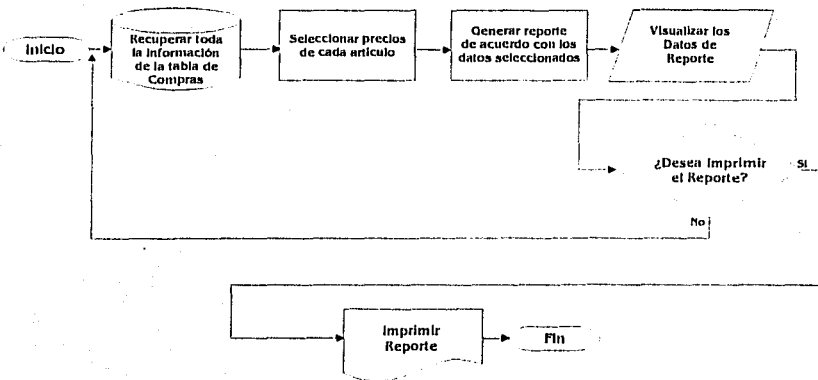 Inicio
Recuperar toda
la información
de la tabla de
Compras
Seleccionar precios
de cada articulo
Generar reporte
de acuerdo con los
datos seleccionados
Visualizar los
Datos de
Reporte
¿Desea Imprimir
el Reporte?
Si
No
Imprimir
Reporte
Fin